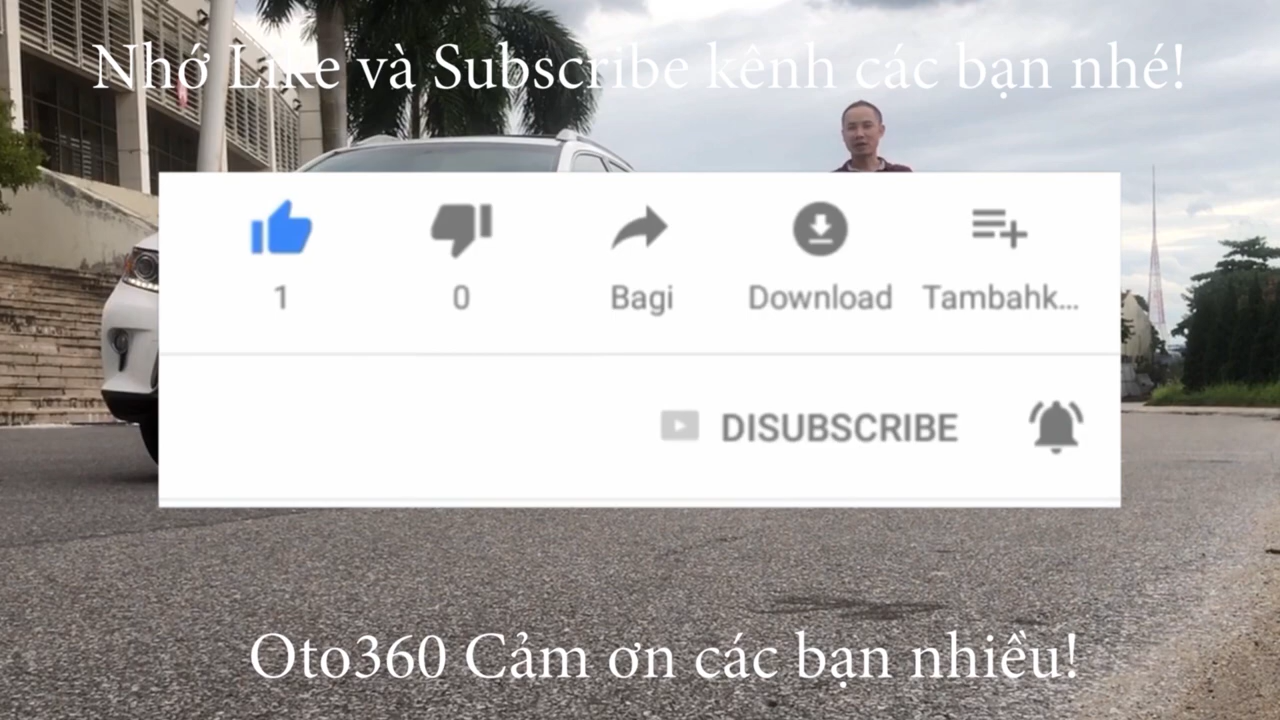 Nhớ Like và Subscribe kênh các bạn nhé!
1 0 Bagi Download Tambahk...
DISUBSCRIBE
Oto360 Cảm ơn các bạn nhiều!